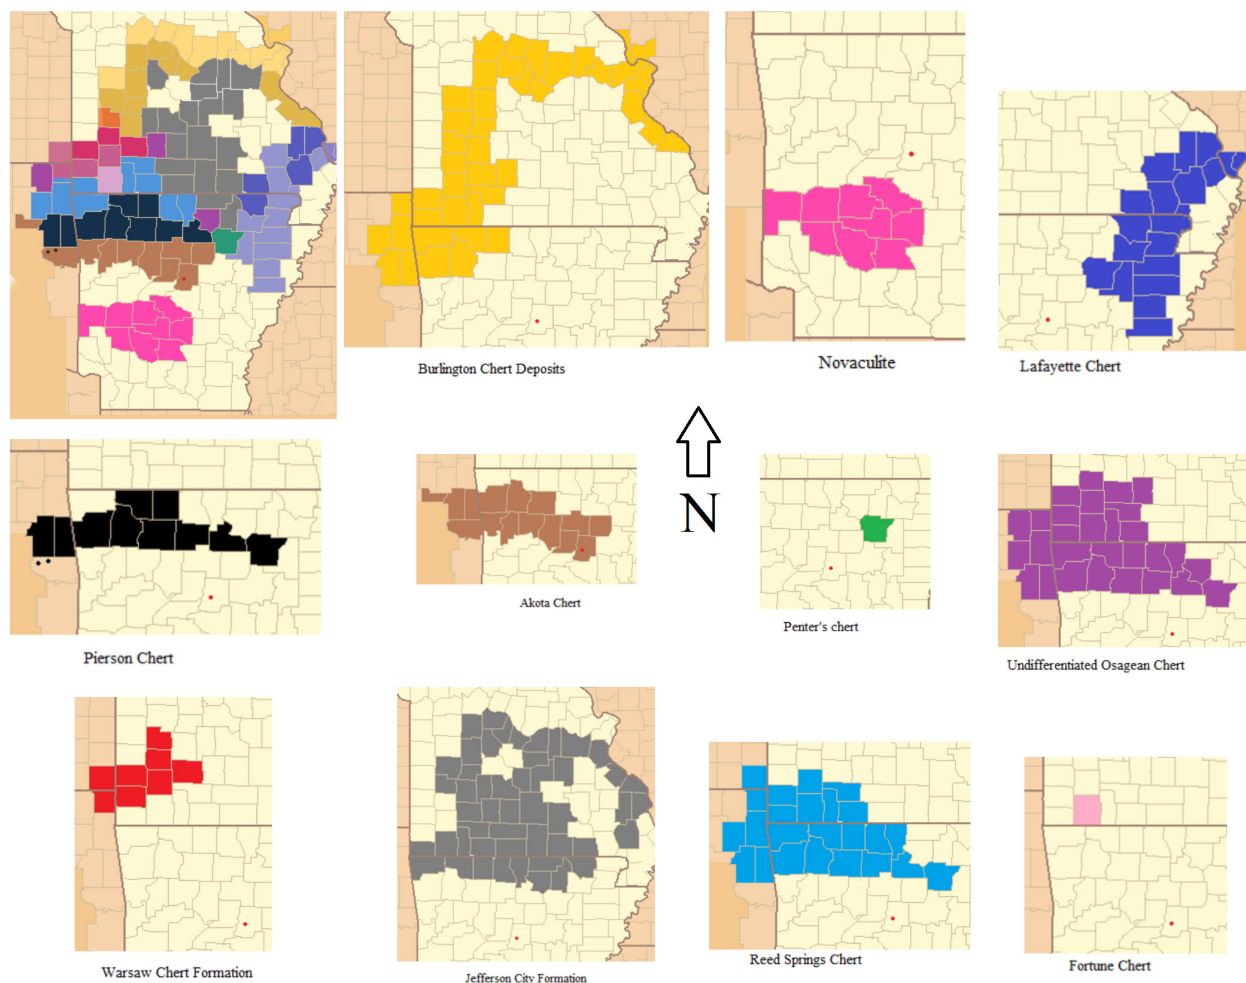 Burlington Chert Deposits
Novaculite
Lafayette Chert
N
Pierson Chert
Akota Chert
Penter's chert
Undifferentiated Osagean Chert
Warsaw Chert Formation
Jefferson City Formation
Reed Springs Chert
Fortune Chert